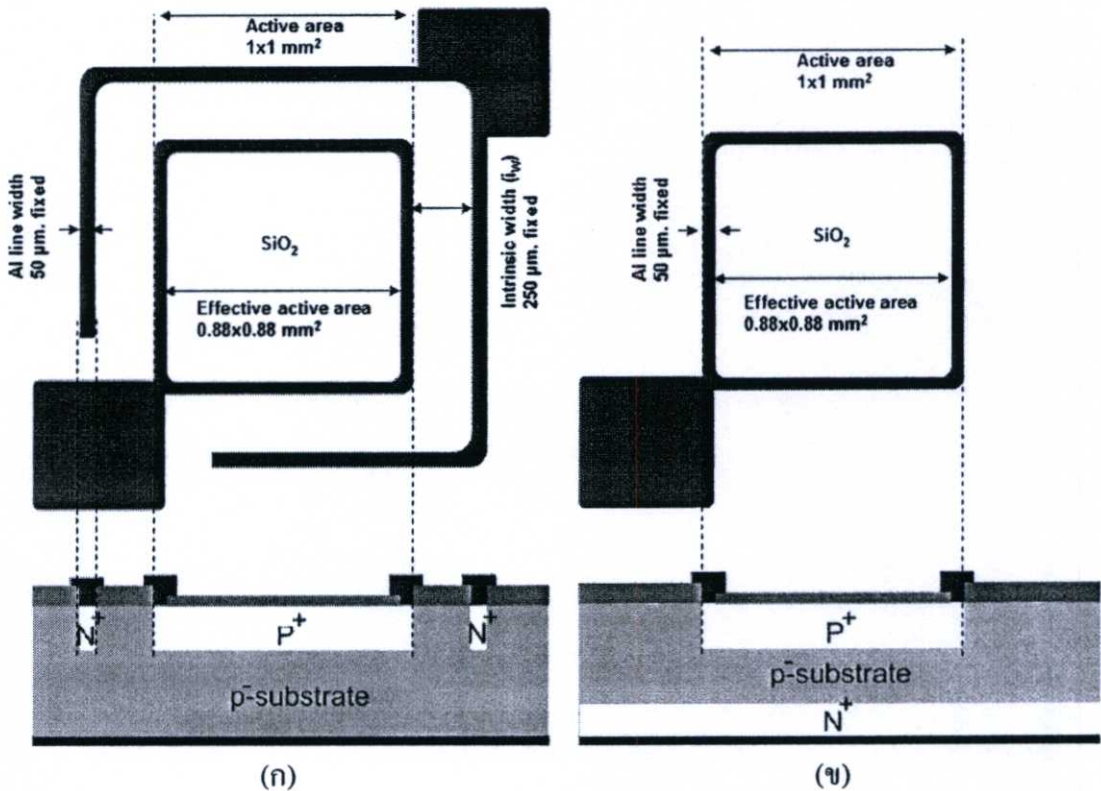 Active area
1x1 mm²
Al line width
50 µm. fixed
SiO₂
Effective active area
0.88x0.88 mm²
Intrinsic width (i_w)
250 µm. fixed
N⁺
P⁺
N⁺
p⁻-substrate
(ก)
Active area
1x1 mm²
Al line width
50 µm. fixed
SiO₂
Effective active area
0.88x0.88 mm²
P⁺
p⁻-substrate
N⁺
(ข)